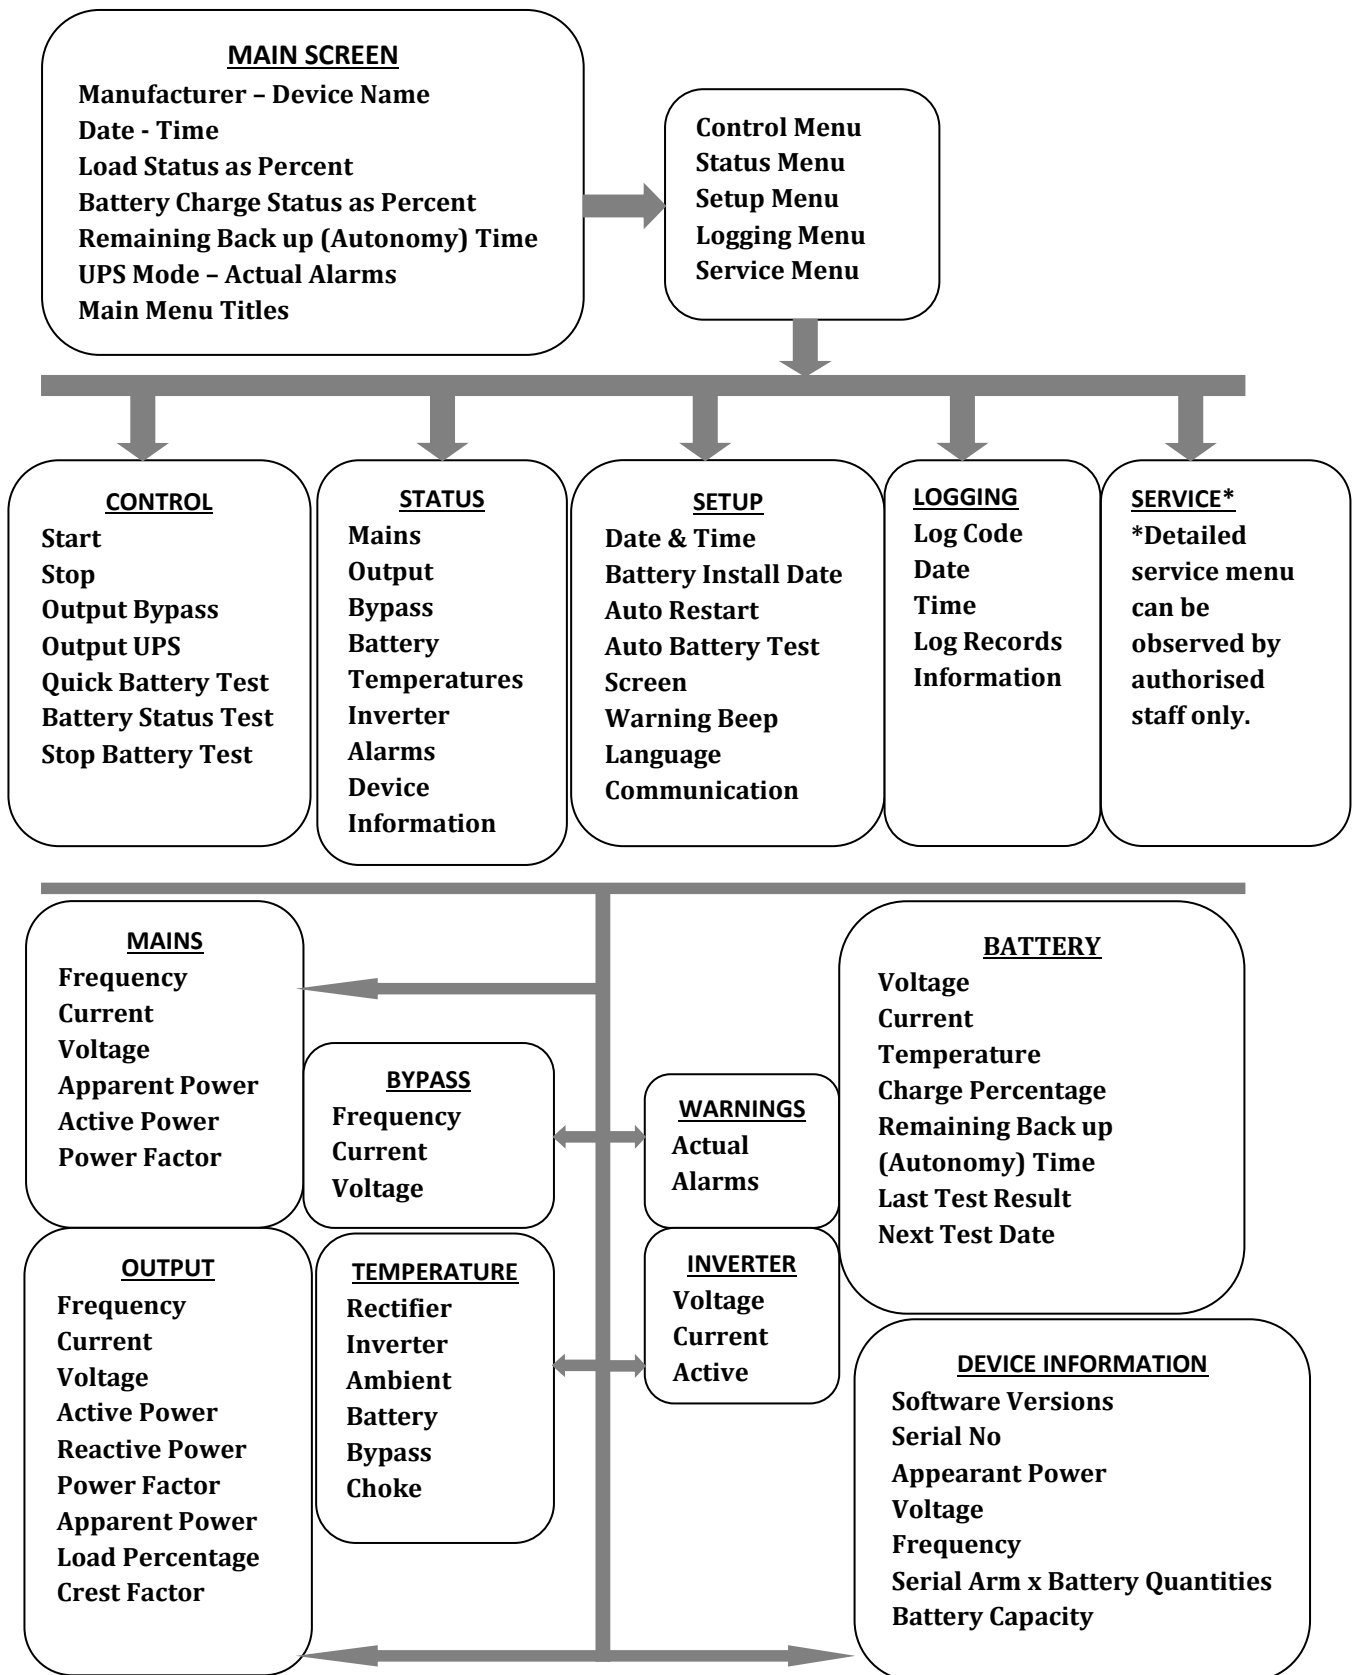 MAIN SCREEN
Manufacturer – Device Name
Date - Time
Load Status as Percent
Battery Charge Status as Percent
Remaining Back up (Autonomy) Time
UPS Mode – Actual Alarms
Main Menu Titles
Control Menu
Status Menu
Setup Menu
Logging Menu
Service Menu
CONTROL
Start
Stop
Output Bypass
Output UPS
Quick Battery Test
Battery Status Test
Stop Battery Test
STATUS
Mains
Output
Bypass
Battery
Temperatures
Inverter
Alarms
Device
Information
SETUP
Date & Time
Battery Install Date
Auto Restart
Auto Battery Test
Screen
Warning Beep
Language
Communication
LOGGING
Log Code
Date
Time
Log Records
Information
SERVICE*
*Detailed
service menu
can be
observed by
authorised
staff only.
MAINS
Frequency
Current
Voltage
Apparent Power
Active Power
Power Factor
BYPASS
Frequency
Current
Voltage
WARNINGS
Actual
Alarms
BATTERY
Voltage
Current
Temperature
Charge Percentage
Remaining Back up
(Autonomy) Time
Last Test Result
Next Test Date
OUTPUT
Frequency
Current
Voltage
Active Power
Reactive Power
Power Factor
Apparent Power
Load Percentage
Crest Factor
TEMPERATURE
Rectifier
Inverter
Ambient
Battery
Bypass
Choke
INVERTER
Voltage
Current
Active
DEVICE INFORMATION
Software Versions
Serial No
Appearant Power
Voltage
Frequency
Serial Arm x Battery Quantities
Battery Capacity